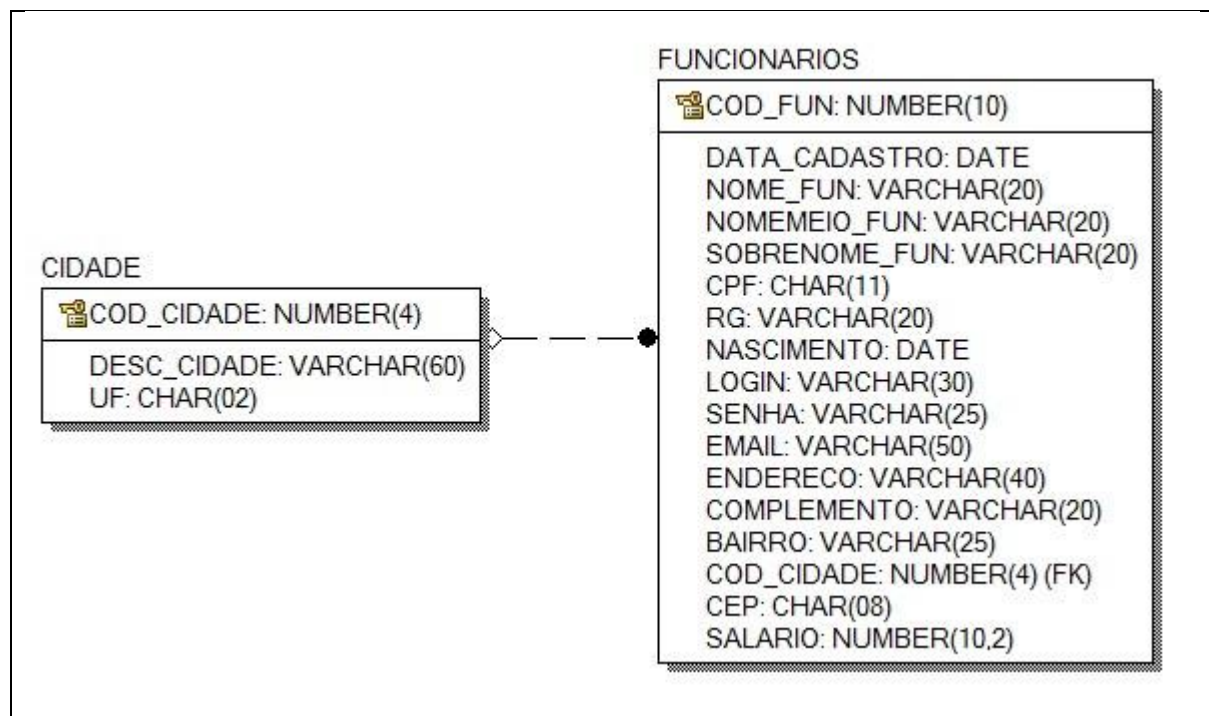 CIDADE
COD_CIDADE: NUMBER(4)
DESC_CIDADE: VARCHAR(60)
UF: CHAR(02)
FUNCIONARIOS
COD_FUN: NUMBER(10)
DATA_CADASTRO: DATE
NOME_FUN: VARCHAR(20)
NOMEMEIO_FUN: VARCHAR(20)
SOBRENOME_FUN: VARCHAR(20)
CPF: CHAR(11)
RG: VARCHAR(20)
NASCIMENTO: DATE
LOGIN: VARCHAR(30)
SENHA: VARCHAR(25)
EMAIL: VARCHAR(50)
ENDERECO: VARCHAR(40)
COMPLEMENTO: VARCHAR(20)
BAIRRO: VARCHAR(25)
COD_CIDADE: NUMBER(4) (FK)
CEP: CHAR(08)
SALARIO: NUMBER(10,2)